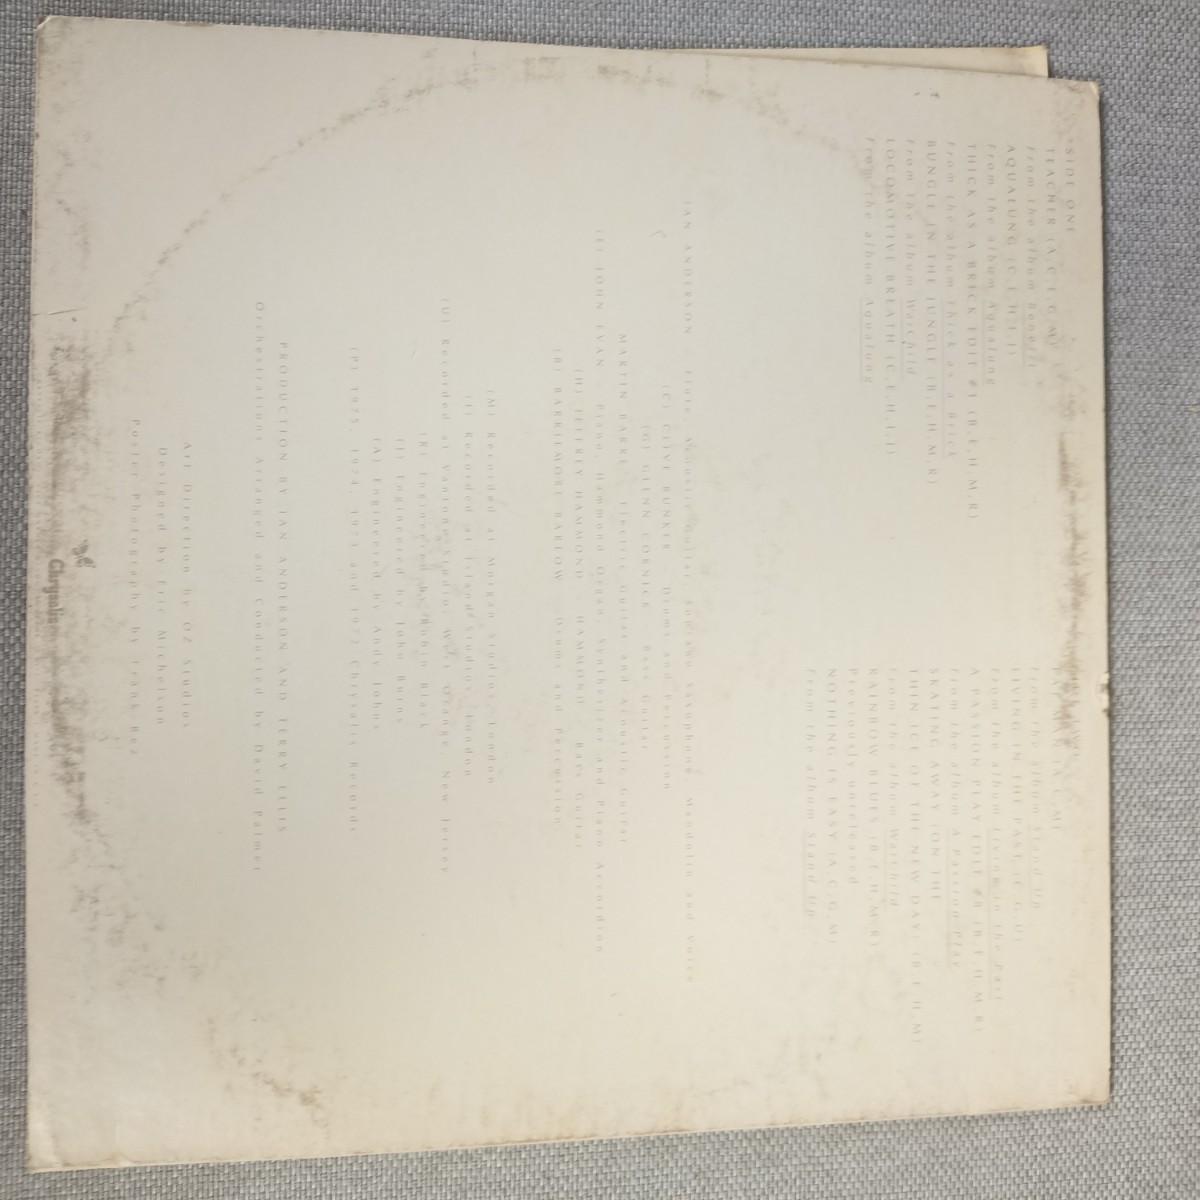 SIDE ONE
TEACHER (A,C,E,G,M)
from the album Benefit
AQUALUNG (C,E,H,I,J)
from the album Aqualung
THICK AS A BRICK EDIT #1 (B,E,H,M,R)
from the album Thick as a Brick
BUNGLE IN THE JUNGLE (B,E,H,M,R)
from the album WarChild
LOCOMOTIVE BREATH (C,E,H,I,J)
from the album Aqualung
(A,C,M)
from the album Stand Up
LIVING IN THE PAST (C,G,U)
from the album Living in the Past
A PASSION PLAY EDIT #8 (B,E,H,M,R)
from the album A Passion Play
SKATING AWAY (ON THE
THIN ICE OF THE NEW DAY) (B,E,H,M)
from the album WarChild
RAINBOW BLUES (B,E,H,M,R)
Previously unreleased
NOTHING IS EASY (A,C,G,M)
from the album Stand Up
IAN ANDERSON - Flute, Acoustic Guitar, Soprano Saxophone, Mandolin and Voice
(C) CLIVE BUNKER - Drums and Percussion
(G) GLENN CORNICK - Bass Guitar
MARTIN BARRE - Electric Guitar and Acoustic Guitar
(E) JOHN EVAN - Piano, Hammond Organ, Synthesizer and Piano Accordion
(H) JEFFREY HAMMOND-HAMMOND - Bass Guitar
(B) BARRIEMORE BARLOW - Drums and Percussion
(M) Recorded at Morgan Studios, London
(I) Recorded at Island Studios, London
(U) Recorded at Vantone Studio, West Orange, New Jersey
(R) Engineered by Robin Black
(J) Engineered by John Burns
(A) Engineered by Andy Johns
(P) 1975, 1974, 1973 and 1972 Chrysalis Records
PRODUCTION BY IAN ANDERSON AND TERRY ELLIS
Orchestrations Arranged and Conducted by David Palmer
Art Direction by OZ Studios
Designed by Eric Michelson
Poster Photography by Frank Bez
Chrysalis